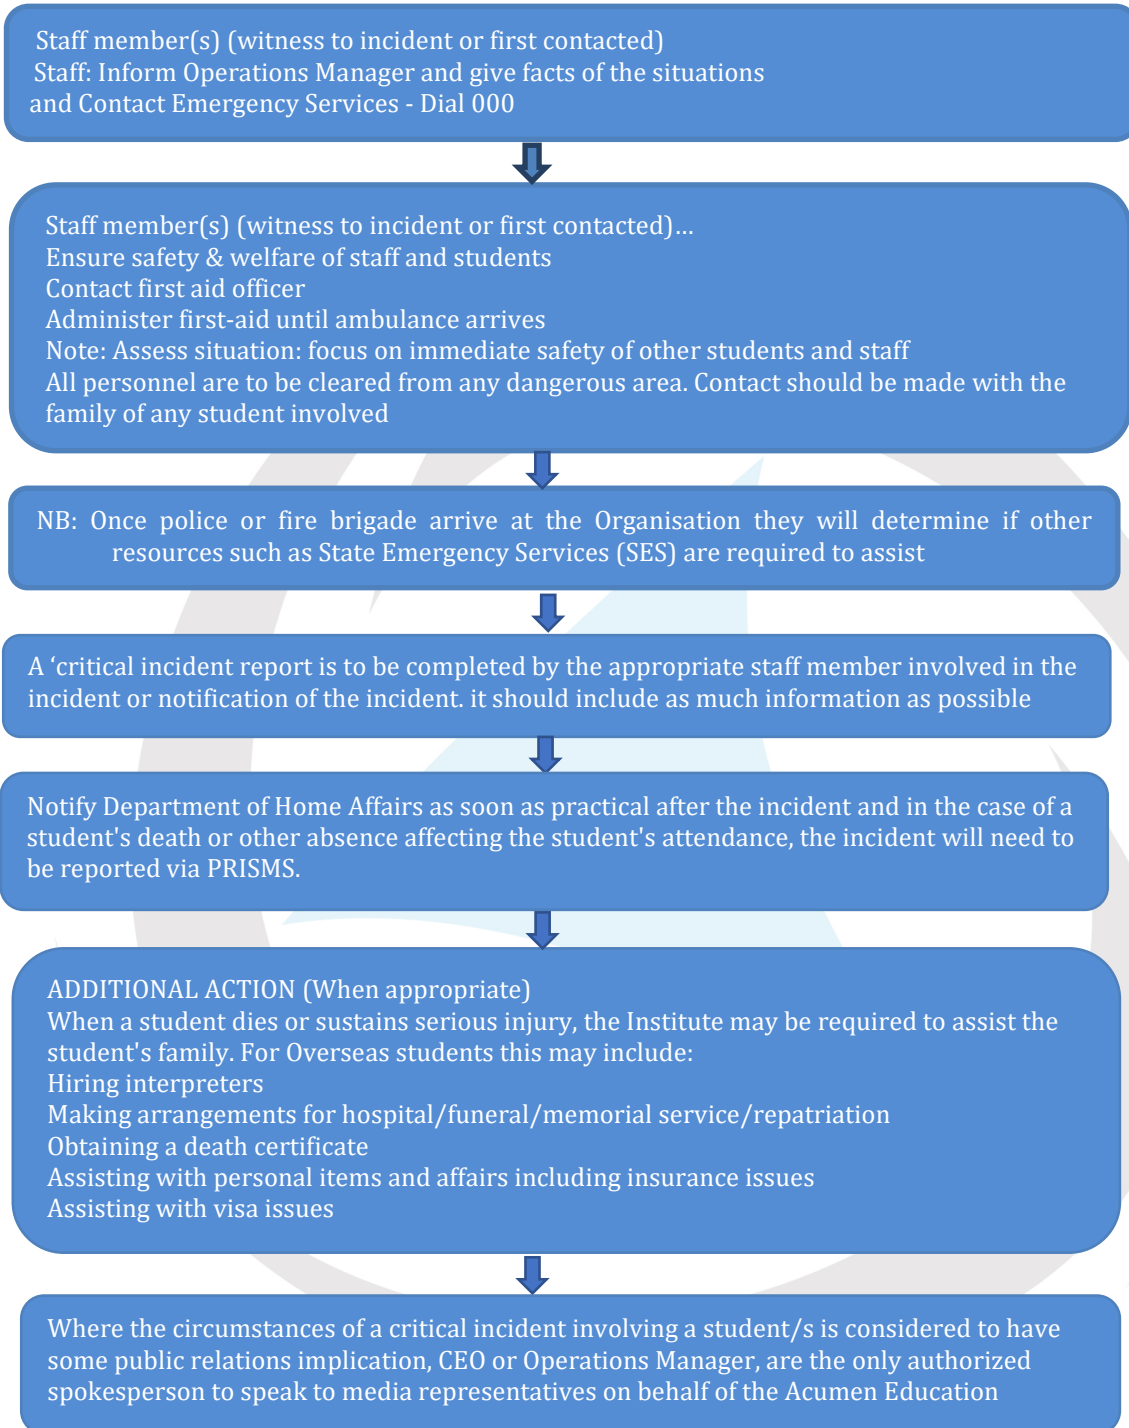 Staff member(s) (witness to incident or first contacted)
Staff: Inform Operations Manager and give facts of the situations
and Contact Emergency Services - Dial 000
Staff member(s) (witness to incident or first contacted)…
Ensure safety & welfare of staff and students
Contact first aid officer
Administer first-aid until ambulance arrives
Note: Assess situation: focus on immediate safety of other students and staff
All personnel are to be cleared from any dangerous area. Contact should be made with the
family of any student involved
NB: Once police or fire brigade arrive at the Organisation they will determine if other
resources such as State Emergency Services (SES) are required to assist
A ‘critical incident report is to be completed by the appropriate staff member involved in the
incident or notification of the incident. it should include as much information as possible
Notify Department of Home Affairs as soon as practical after the incident and in the case of a
student's death or other absence affecting the student's attendance, the incident will need to
be reported via PRISMS.
ADDITIONAL ACTION (When appropriate)
When a student dies or sustains serious injury, the Institute may be required to assist the
student's family. For Overseas students this may include:
Hiring interpreters
Making arrangements for hospital/funeral/memorial service/repatriation
Obtaining a death certificate
Assisting with personal items and affairs including insurance issues
Assisting with visa issues
Where the circumstances of a critical incident involving a student/s is considered to have
some public relations implication, CEO or Operations Manager, are the only authorized
spokesperson to speak to media representatives on behalf of the Acumen Education